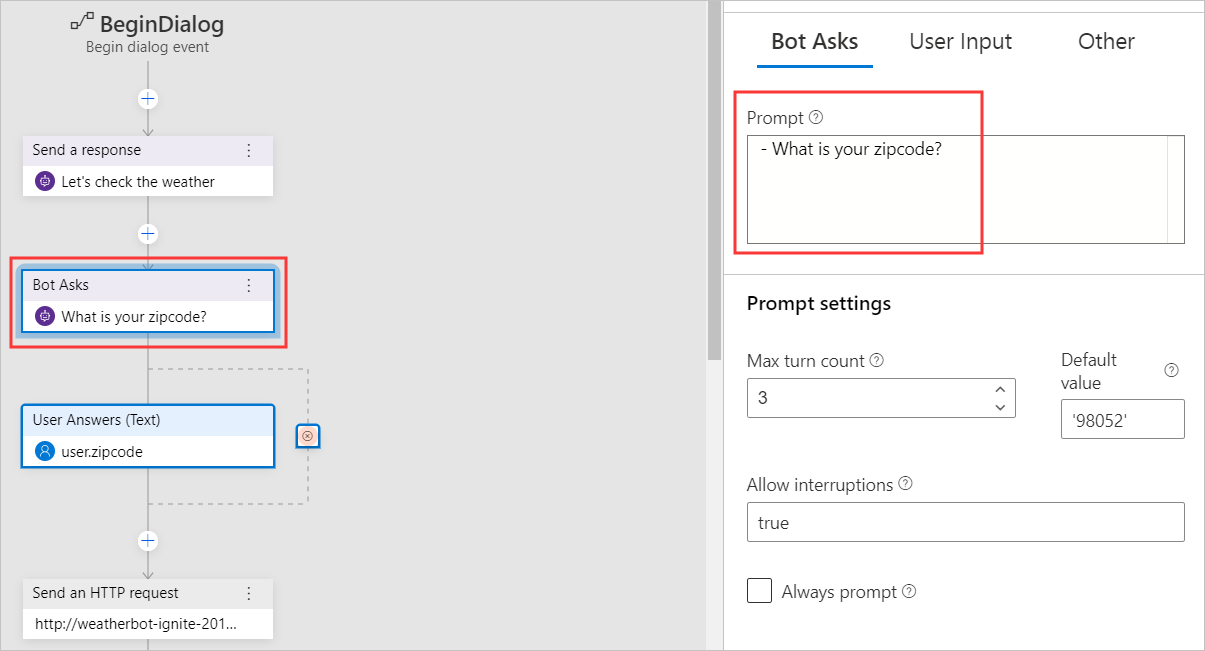 BeginDialog
Begin dialog event
Send a response
Let's check the weather
Bot Asks
What is your zipcode?
User Answers (Text)
user.zipcode
Send an HTTP request
http://weatherbot-ignite-201...
Bot Asks
User Input
Other
Prompt
- What is your zipcode?
Prompt settings
Max turn count
3
Default
value
'98052'
Allow interruptions
true
Always prompt